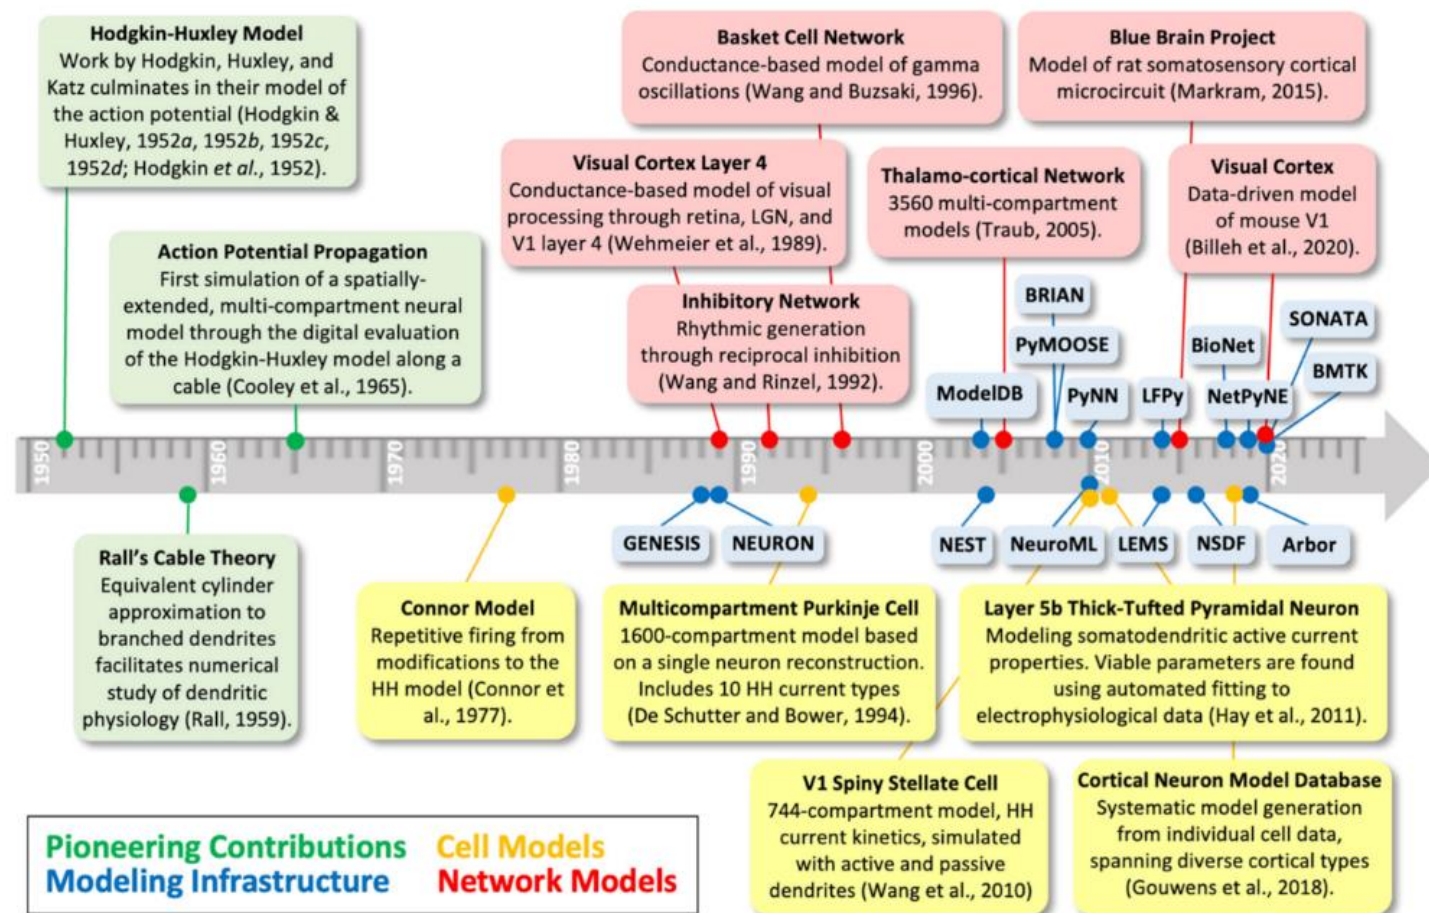 Hodgkin-Huxley Model
Work by Hodgkin, Huxley, and
Katz culminates in their model of
the action potential (Hodgkin &
Huxley, 1952a, 1952b, 1952c,
1952d; Hodgkin et al., 1952).
Basket Cell Network
Conductance-based model of gamma
oscillations (Wang and Buzsaki, 1996).
Blue Brain Project
Model of rat somatosensory cortical
microcircuit (Markram, 2015).
Visual Cortex Layer 4
Conductance-based model of visual
processing through retina, LGN, and
V1 layer 4 (Wehmeier et al., 1989).
Thalamo-cortical Network
3560 multi-compartment
models (Traub, 2005).
Visual Cortex
Data-driven model
of mouse V1
(Billeh et al., 2020).
Action Potential Propagation
First simulation of a spatially-
extended, multi-compartment neural
model through the digital evaluation
of the Hodgkin-Huxley model along a
cable (Cooley et al., 1965).
Inhibitory Network
Rhythmic generation
through reciprocal inhibition
(Wang and Rinzel, 1992).
BRIAN
PyMOOSE
ModelDB
PyNN
LFPy
BioNet
NetPyNE
SONATA
BMTK
1950
1960
1970
1980
1990
2000
2010
2020
GENESIS
NEURON
NEST
NeuroML
LEMS
NSDF
Arbor
Rall's Cable Theory
Equivalent cylinder
approximation to
branched dendrites
facilitates numerical
study of dendritic
physiology (Rall, 1959).
Connor Model
Repetitive firing from
modifications to the
HH model (Connor et
al., 1977).
Multicompartment Purkinje Cell
1600-compartment model based
on a single neuron reconstruction.
Includes 10 HH current types
(De Schutter and Bower, 1994).
Layer 5b Thick-Tufted Pyramidal Neuron
Modeling somatodendritic active current
properties. Viable parameters are found
using automated fitting to
electrophysiological data (Hay et al., 2011).
V1 Spiny Stellate Cell
744-compartment model, HH
current kinetics, simulated
with active and passive
dendrites (Wang et al., 2010)
Cortical Neuron Model Database
Systematic model generation
from individual cell data,
spanning diverse cortical types
(Gouwens et al., 2018).
Pioneering Contributions
Cell Models
Modeling Infrastructure
Network Models